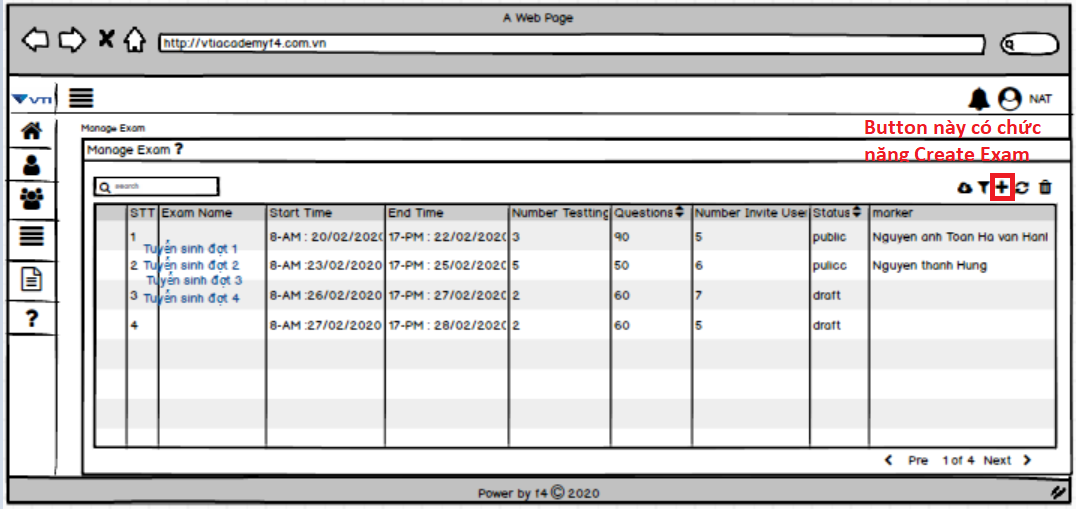 A Web Page
http://vtiacademyf4.com.vn
VTI
NAT
Manage Exam
Button này có chức
năng Create Exam
Manage Exam ?
search
STT Exam Name Start Time End Time Number Testting Questions Number Invite User Status marker
1 Tuyển sinh đợt 1 8-AM : 20/02/2020 17-PM : 22/02/2020 3 90 5 public Nguyen anh Toan Ha van Hanh
2 Tuyển sinh đợt 2 8-AM :23/02/2020 17-PM : 25/02/2020 5 50 6 pulicc Nguyen thanh Hung
Tuyển sinh đợt 3
3 Tuyển sinh đợt 4 8-AM :26/02/2020 17-PM : 27/02/2020 2 60 7 draft
4 8-AM :27/02/2020 17-PM : 28/02/2020 2 60 5 draft
Pre 1 of 4 Next
Power by f4 © 2020